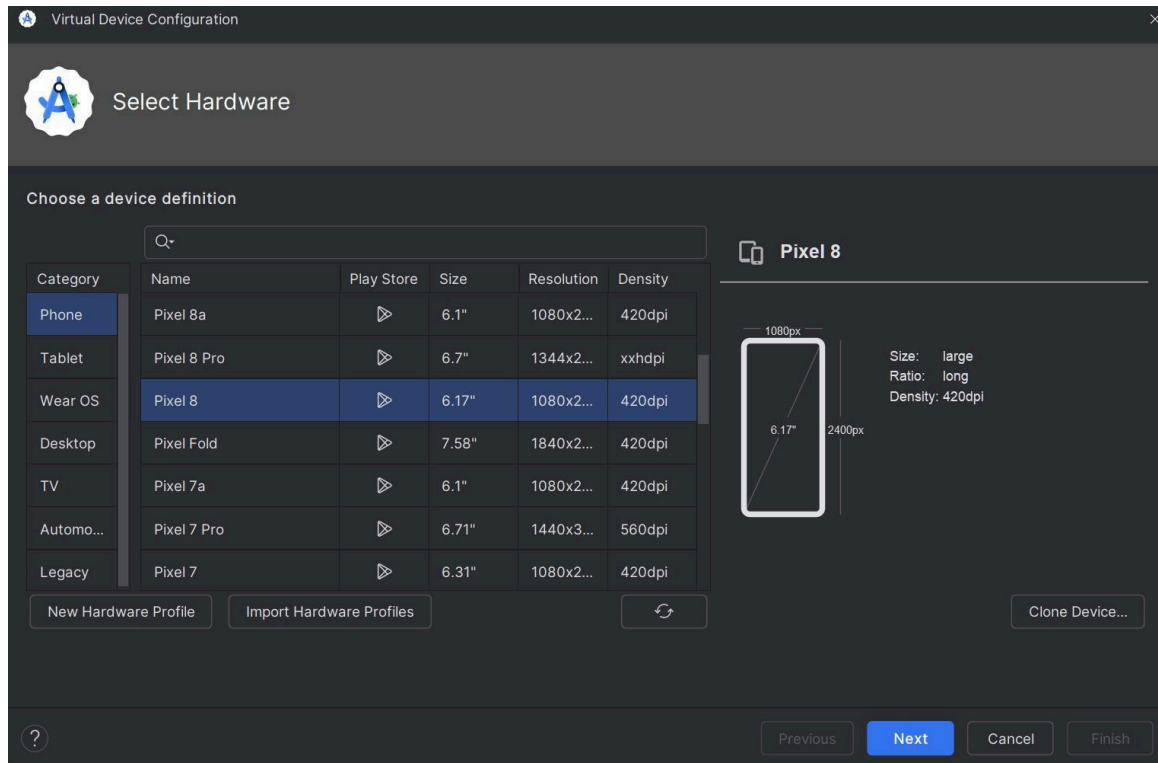 Virtual Device Configuration
Select Hardware
Choose a device definition
Category Name Play Store Size Resolution Density
Phone Pixel 8a 6.1" 1080x2... 420dpi
Tablet Pixel 8 Pro 6.7" 1344x2... xxhdpi
Wear OS Pixel 8 6.17" 1080x2... 420dpi
Desktop Pixel Fold 7.58" 1840x2... 420dpi
TV Pixel 7a 6.1" 1080x2... 420dpi
Automo... Pixel 7 Pro 6.71" 1440x3... 560dpi
Legacy Pixel 7 6.31" 1080x2... 420dpi
New Hardware Profile Import Hardware Profiles
Pixel 8
1080px
6.17" 2400px
Size: large
Ratio: long
Density: 420dpi
Clone Device...
? Previous Next Cancel Finish